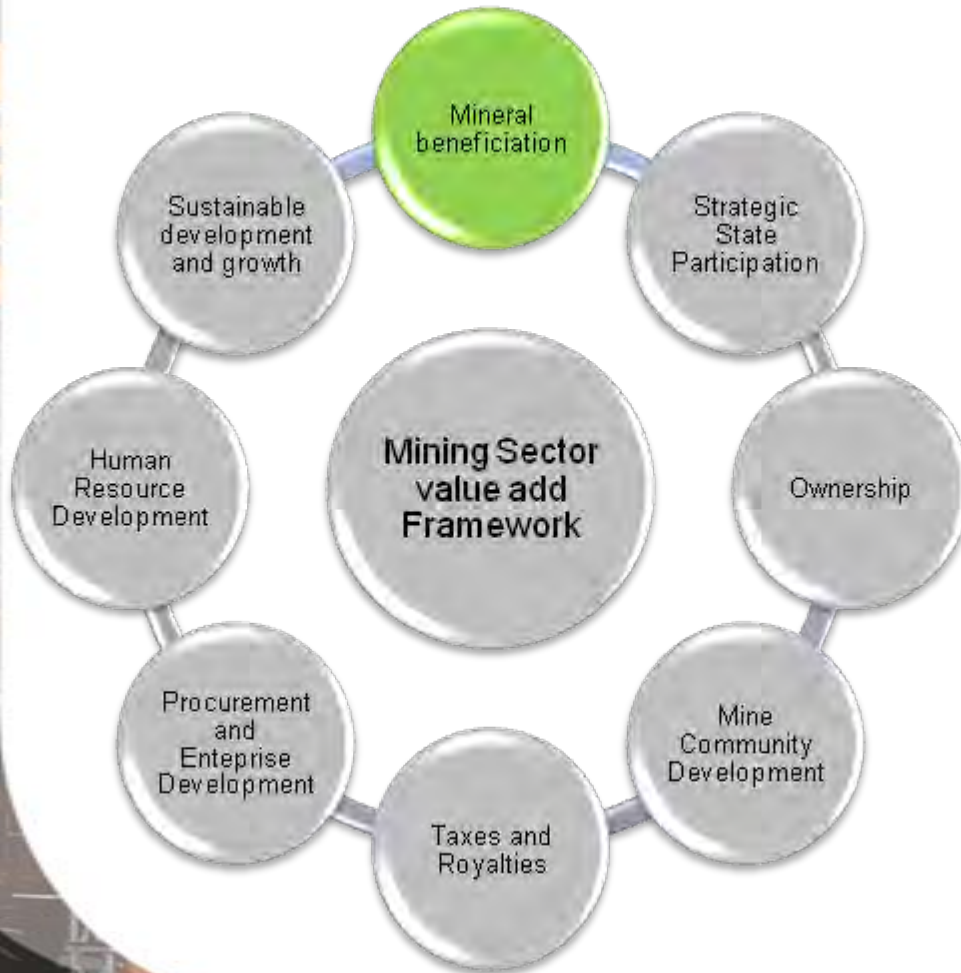 Mineral
beneficiation
Strategic
State
Participation
Ownership
Mine
Community
Development
Taxes and
Royalties
Procurement
and
Enteprise
Development
Human
Resource
Development
Sustainable
development
and growth
Mining Sector
value add
Framework